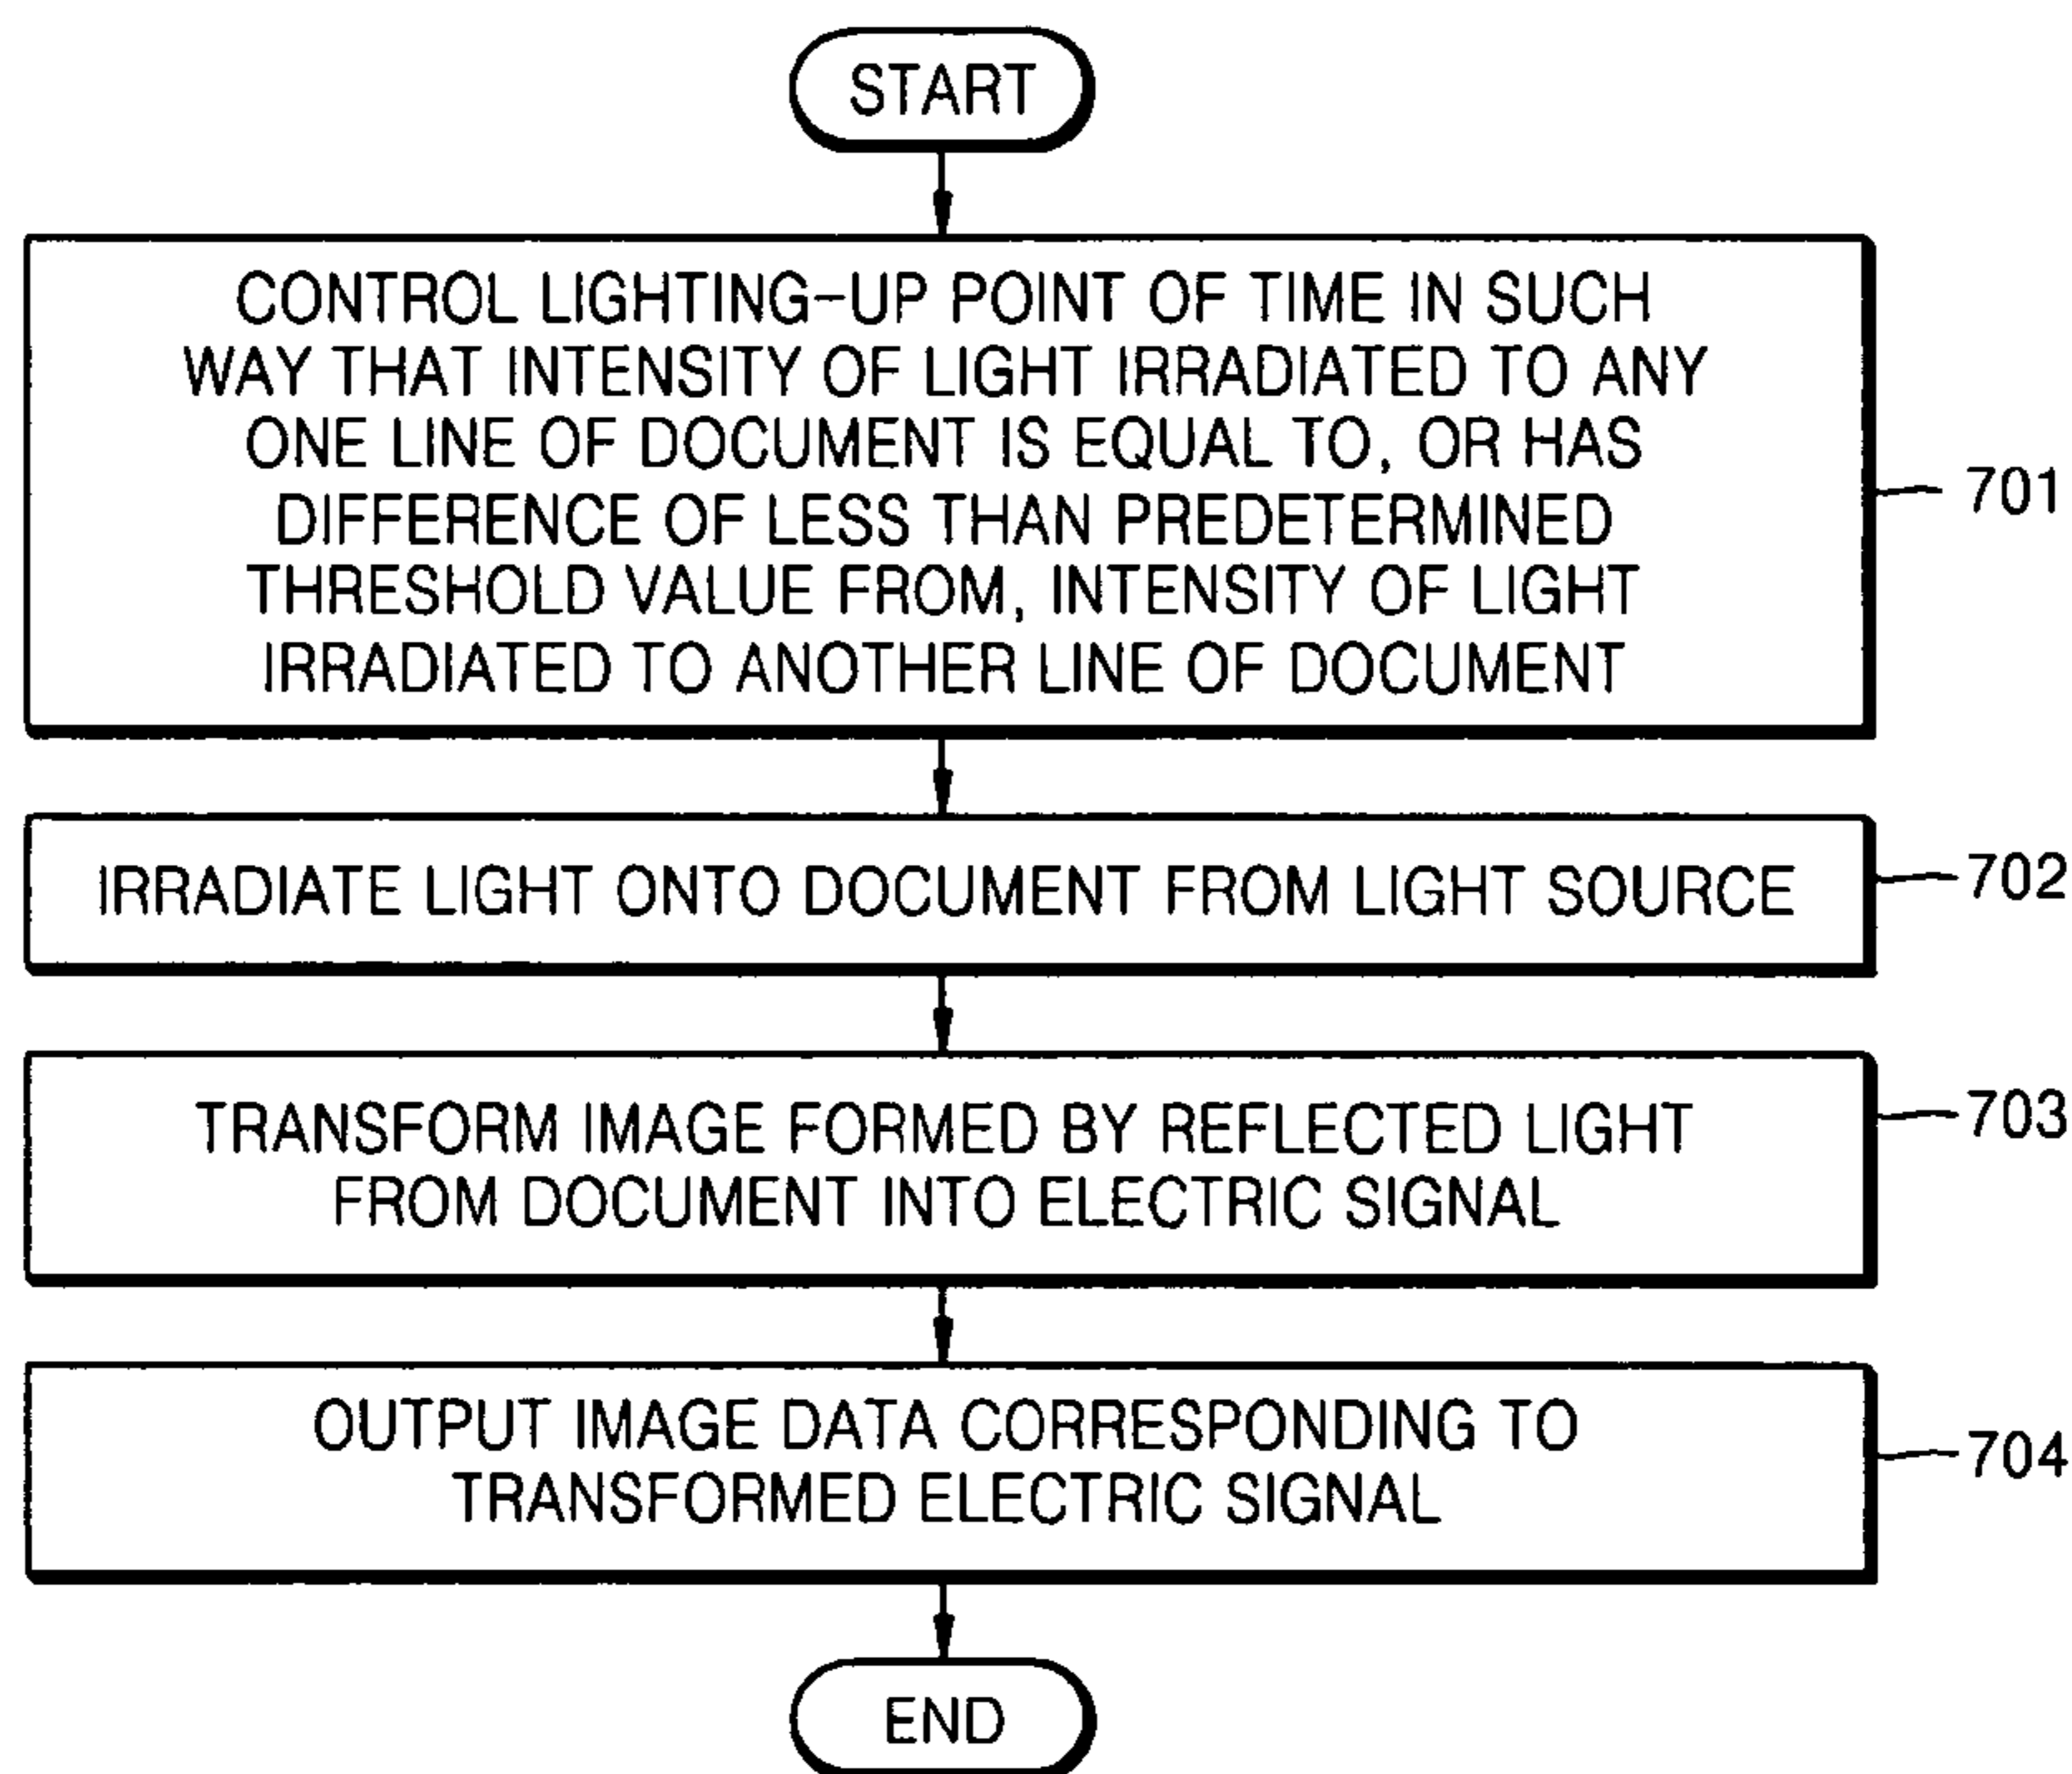 START
CONTROL LIGHTING-UP POINT OF TIME IN SUCH
WAY THAT INTENSITY OF LIGHT IRRADIATED TO ANY
ONE LINE OF DOCUMENT IS EQUAL TO, OR HAS
DIFFERENCE OF LESS THAN PREDETERMINED
THRESHOLD VALUE FROM, INTENSITY OF LIGHT
IRRADIATED TO ANOTHER LINE OF DOCUMENT
701
IRRADIATE LIGHT ONTO DOCUMENT FROM LIGHT SOURCE
702
TRANSFORM IMAGE FORMED BY REFLECTED LIGHT
FROM DOCUMENT INTO ELECTRIC SIGNAL
703
OUTPUT IMAGE DATA CORRESPONDING TO
TRANSFORMED ELECTRIC SIGNAL
704
END